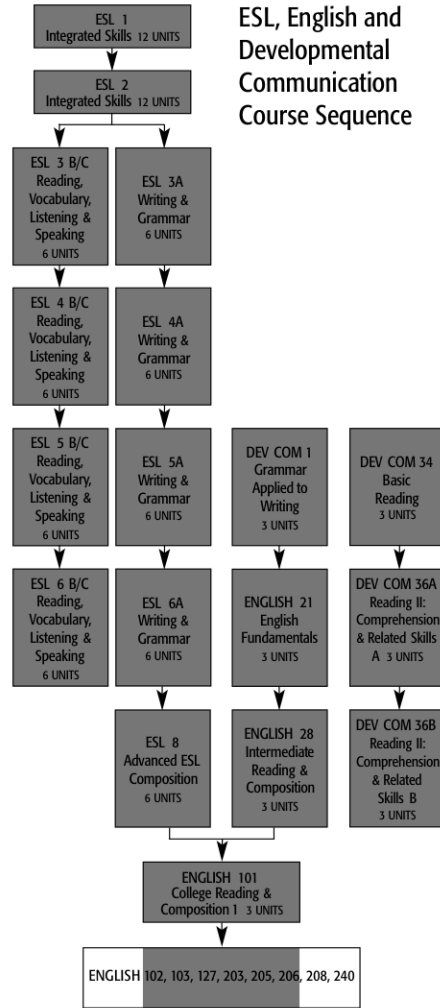 ESL, English and
Developmental
Communication
Course Sequence
ESL 1
Integrated Skills 12 UNITS
ESL 2
Integrated Skills 12 UNITS
ESL 3 B/C
Reading,
Vocabulary,
Listening &
Speaking
6 UNITS
ESL 3A
Writing &
Grammar
6 UNITS
ESL 4 B/C
Reading,
Vocabulary,
Listening &
Speaking
6 UNITS
ESL 4A
Writing &
Grammar
6 UNITS
ESL 5 B/C
Reading,
Vocabulary,
Listening &
Speaking
6 UNITS
ESL 5A
Writing &
Grammar
6 UNITS
DEV COM 1
Grammar
Applied to
Writing
3 UNITS
DEV COM 34
Basic
Reading
3 UNITS
ESL 6 B/C
Reading,
Vocabulary,
Listening &
Speaking
6 UNITS
ESL 6A
Writing &
Grammar
6 UNITS
ENGLISH 21
English
Fundamentals
3 UNITS
DEV COM 36A
Reading II:
Comprehension
& Related Skills
A 3 UNITS
ESL 8
Advanced ESL
Composition
6 UNITS
ENGLISH 28
Intermediate
Reading &
Composition
3 UNITS
DEV COM 36B
Reading II:
Comprehension
& Related
Skills B
3 UNITS
ENGLISH 101
College Reading &
Composition 1 3 UNITS
ENGLISH 102, 103, 127, 203, 205, 206, 208, 240